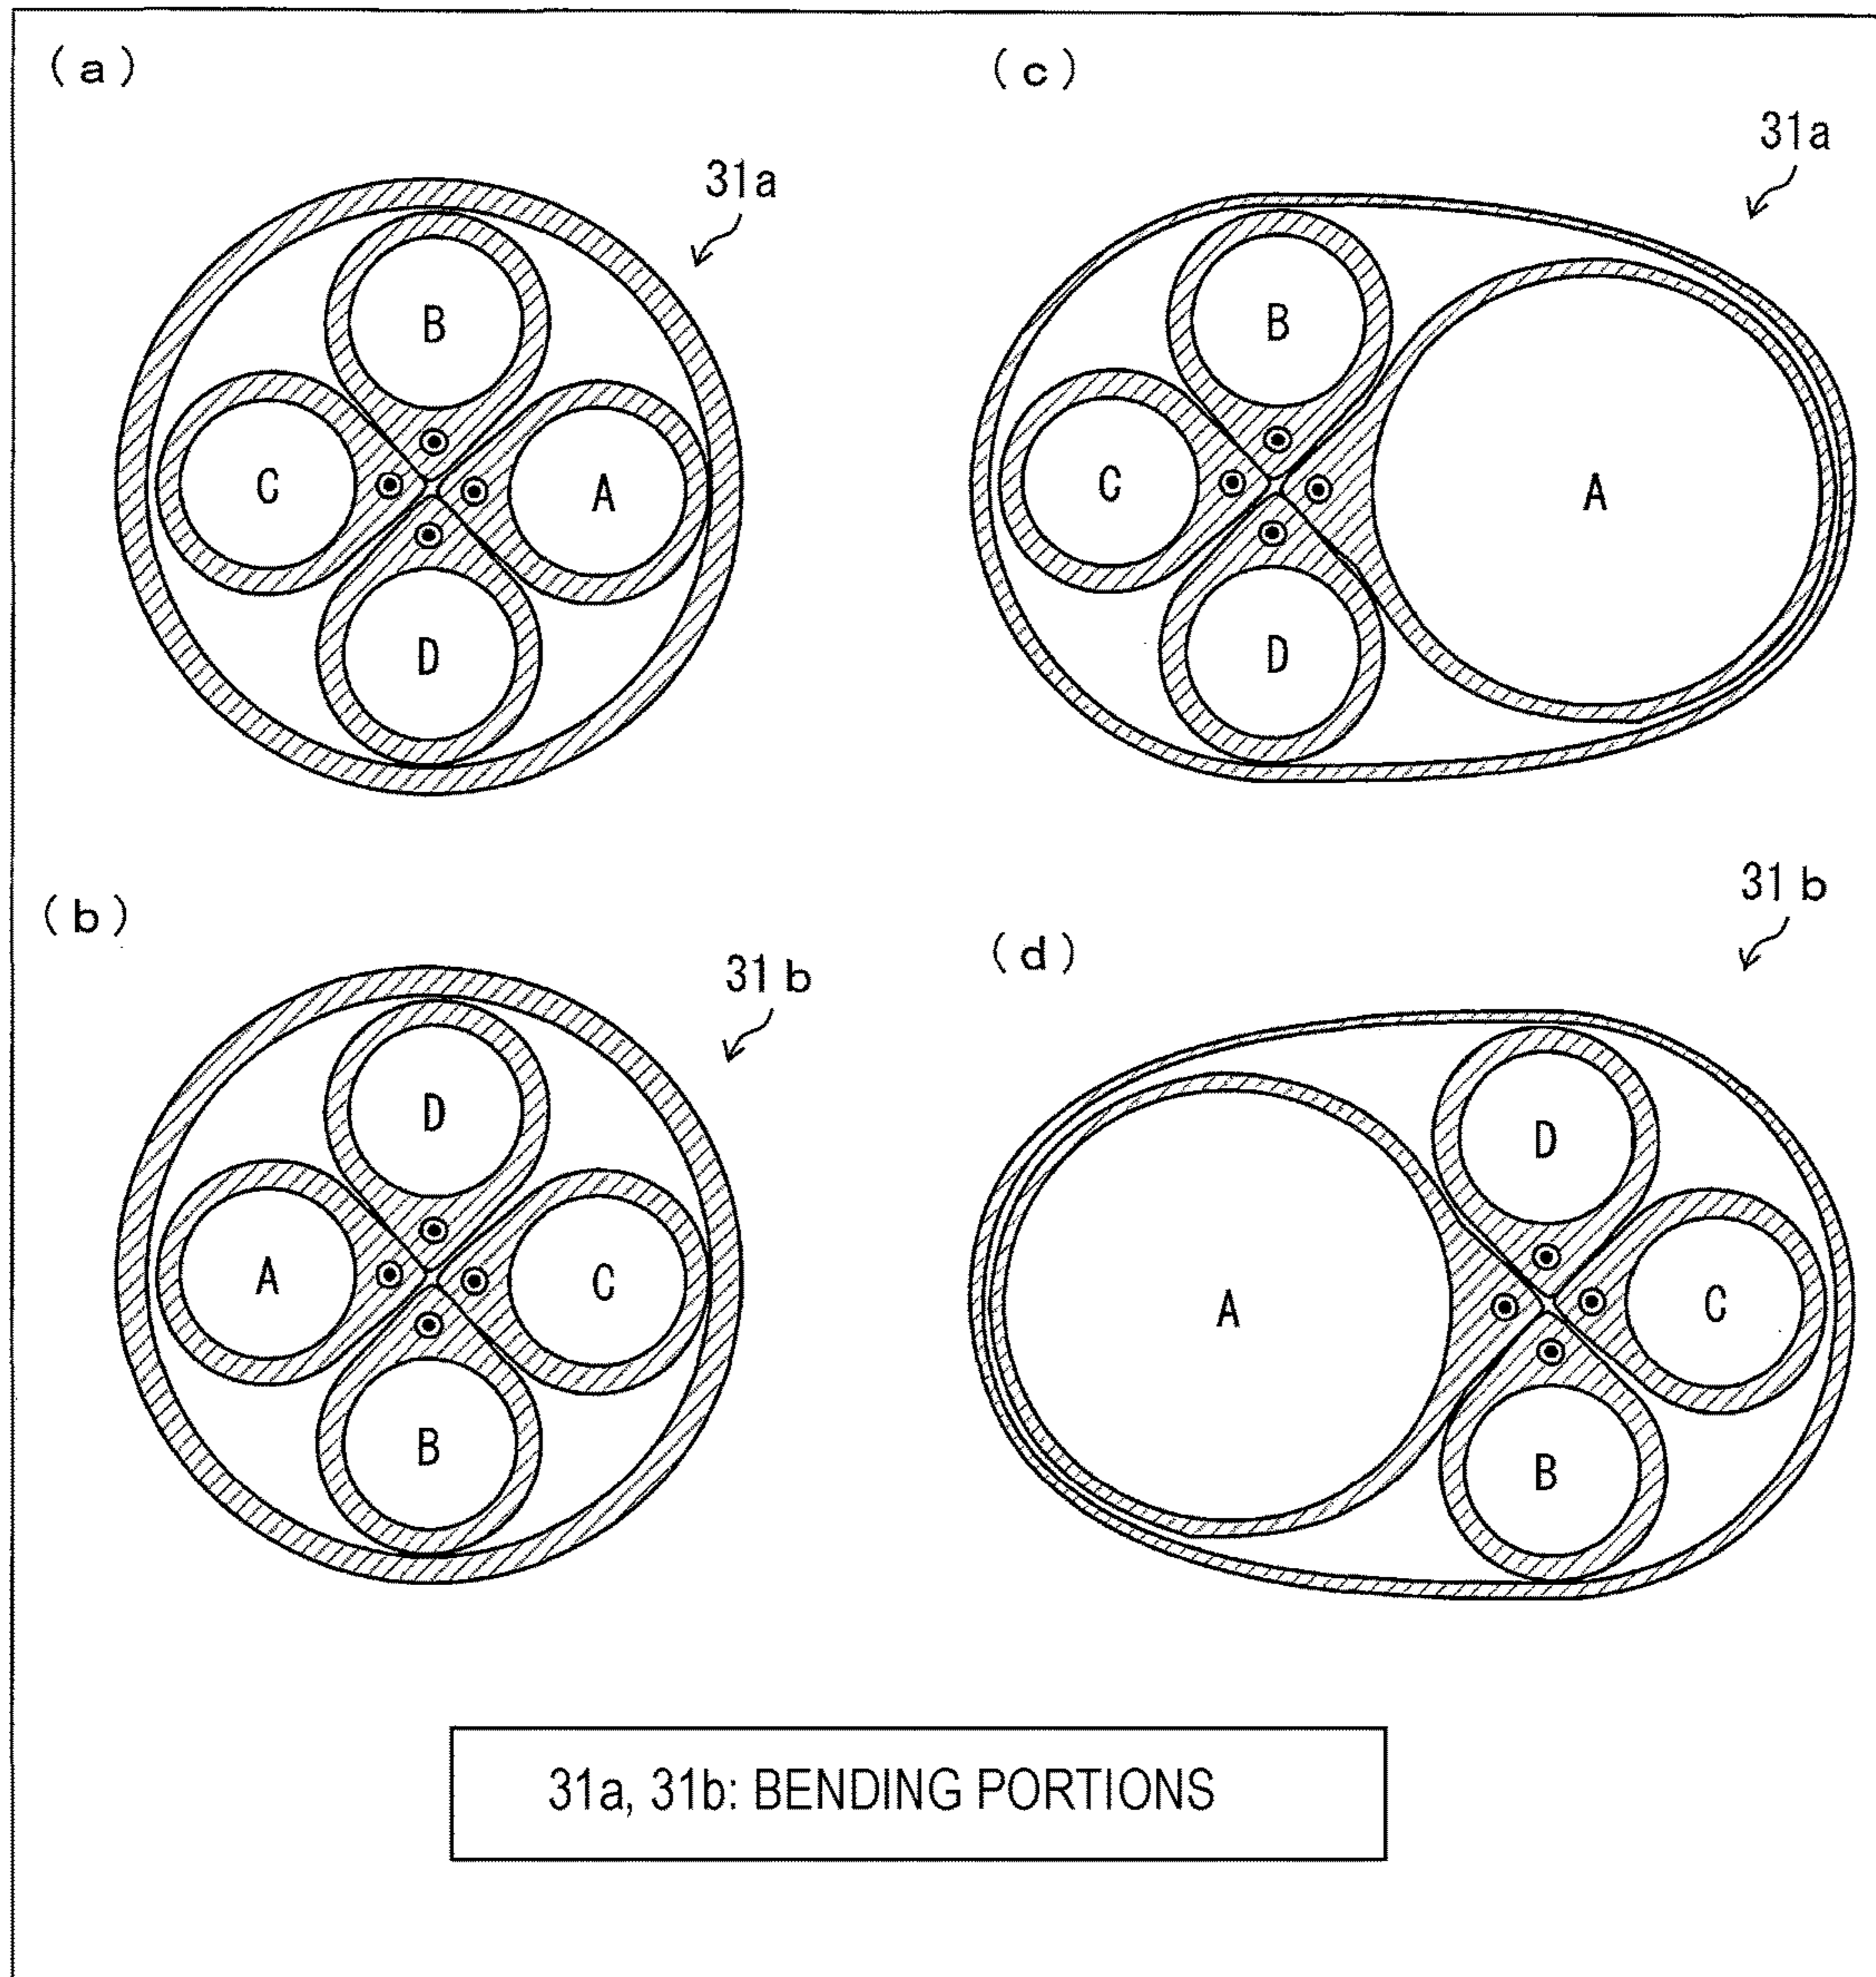 (a)
31a
B
C
A
D
(c)
31a
B
C
A
D
(b)
31b
D
A
C
B
(d)
31b
D
A
C
B
31a, 31b: BENDING PORTIONS